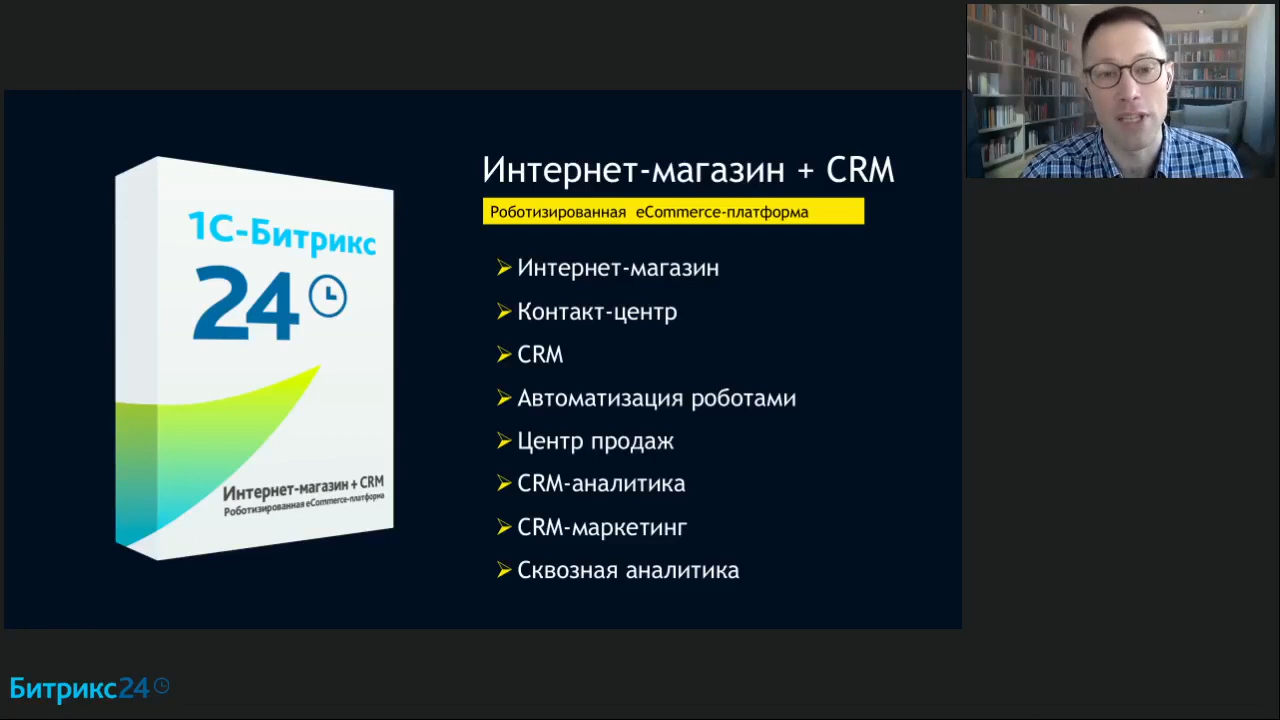 1С-Битрикс
24
Интернет-магазин + CRM
Роботизированная eCommerce-платформа
Интернет-магазин + CRM
Роботизированная eCommerce-платформа
Интернет-магазин
Контакт-центр
CRM
Автоматизация роботами
Центр продаж
CRM-аналитика
CRM-маркетинг
Сквозная аналитика
Битрикс24